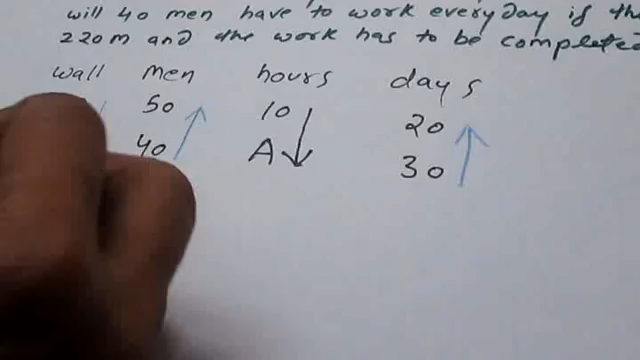 will 40 men have to work everyday if the
220m and the work has to be completed
wall men hours days
50 10 20
40 A 30